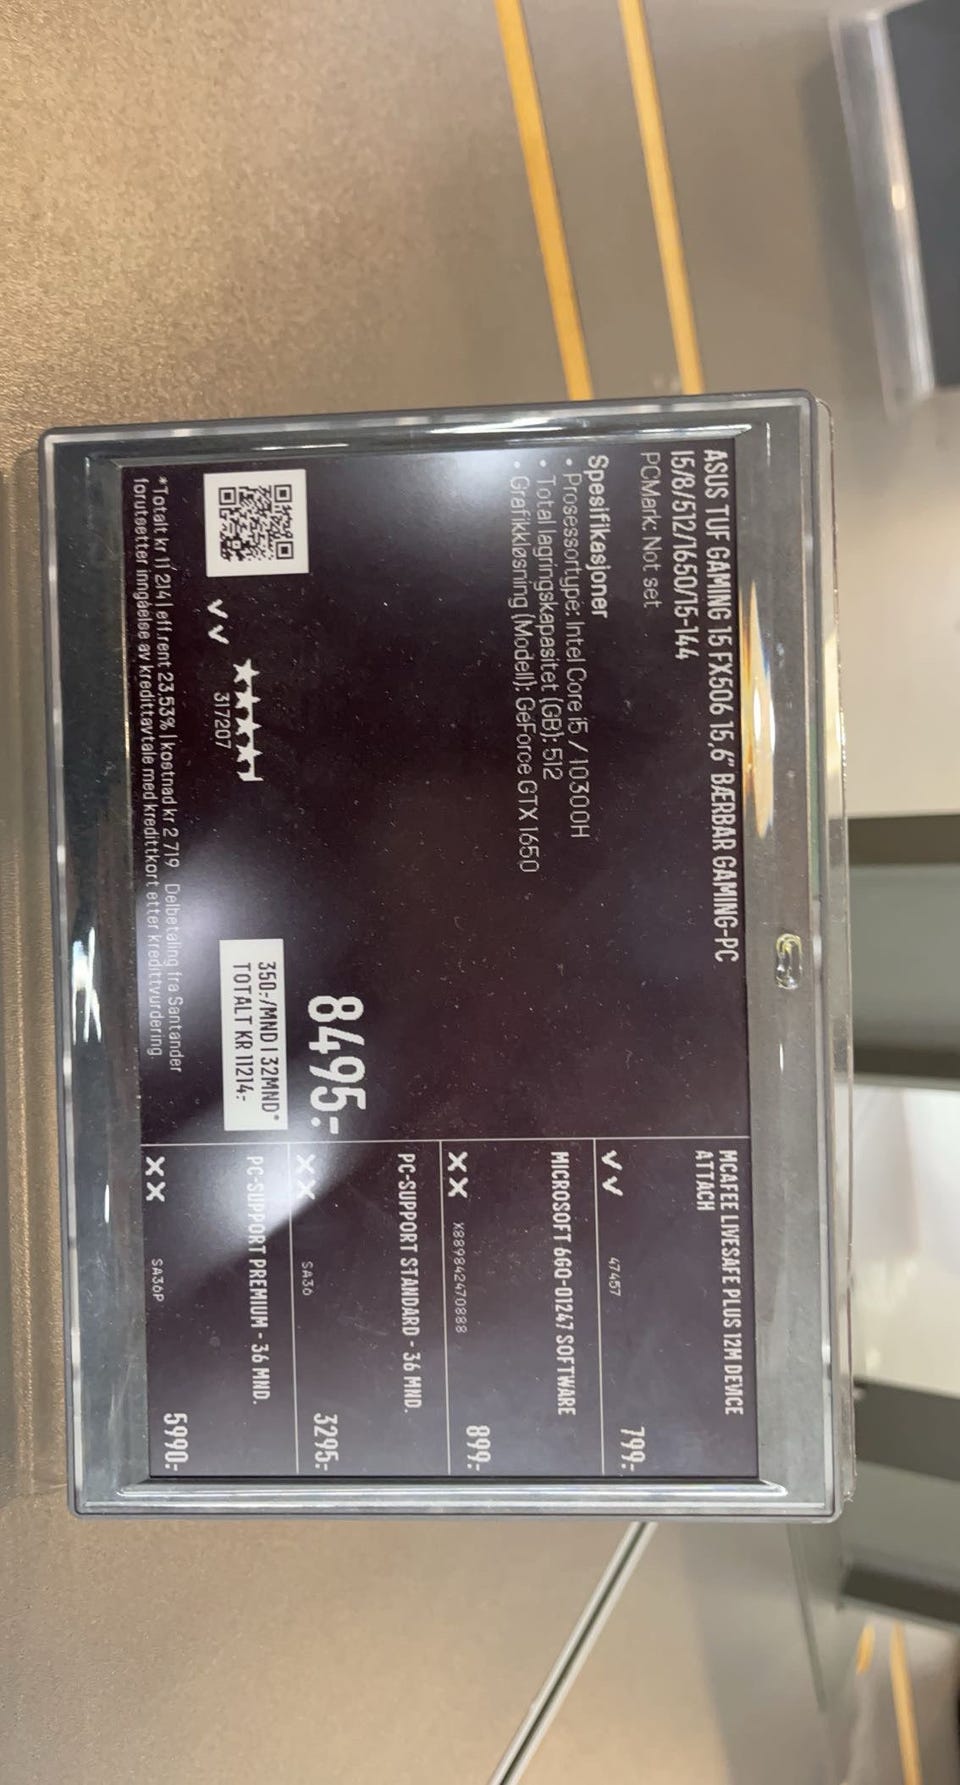 ASUS TUF GAMING 15 FX506 15,6" BÆRBAR GAMING-PC
I5/8/512/1650/15-144
PCMark: Not set
Spesifikasjoner
• Prosessortype: Intel Core i5 / 10300H
• Total lagringskapasitet (GB): 512
• Grafikkløsning (Modell): GeForce GTX 1650
8495.-
350.-/MND | 32MND*
TOTALT KR 11214.-
317207
*Totalt kr 11 214 | eff.rent 23,53% | kostnad kr 2 719. Delbetaling fra Santander
forutsetter inngåelse av kredittavtale med kredittkort etter kredittvurdering
MCAFEE LIVESAFE PLUS 12M DEVICE
ATTACH
47457
799.-
MICROSOFT 6GO-01247 SOFTWARE
X889842470888
899.-
PC-SUPPORT STANDARD - 36 MND.
SA36
3295.-
PC-SUPPORT PREMIUM - 36 MND.
SA36P
5990.-